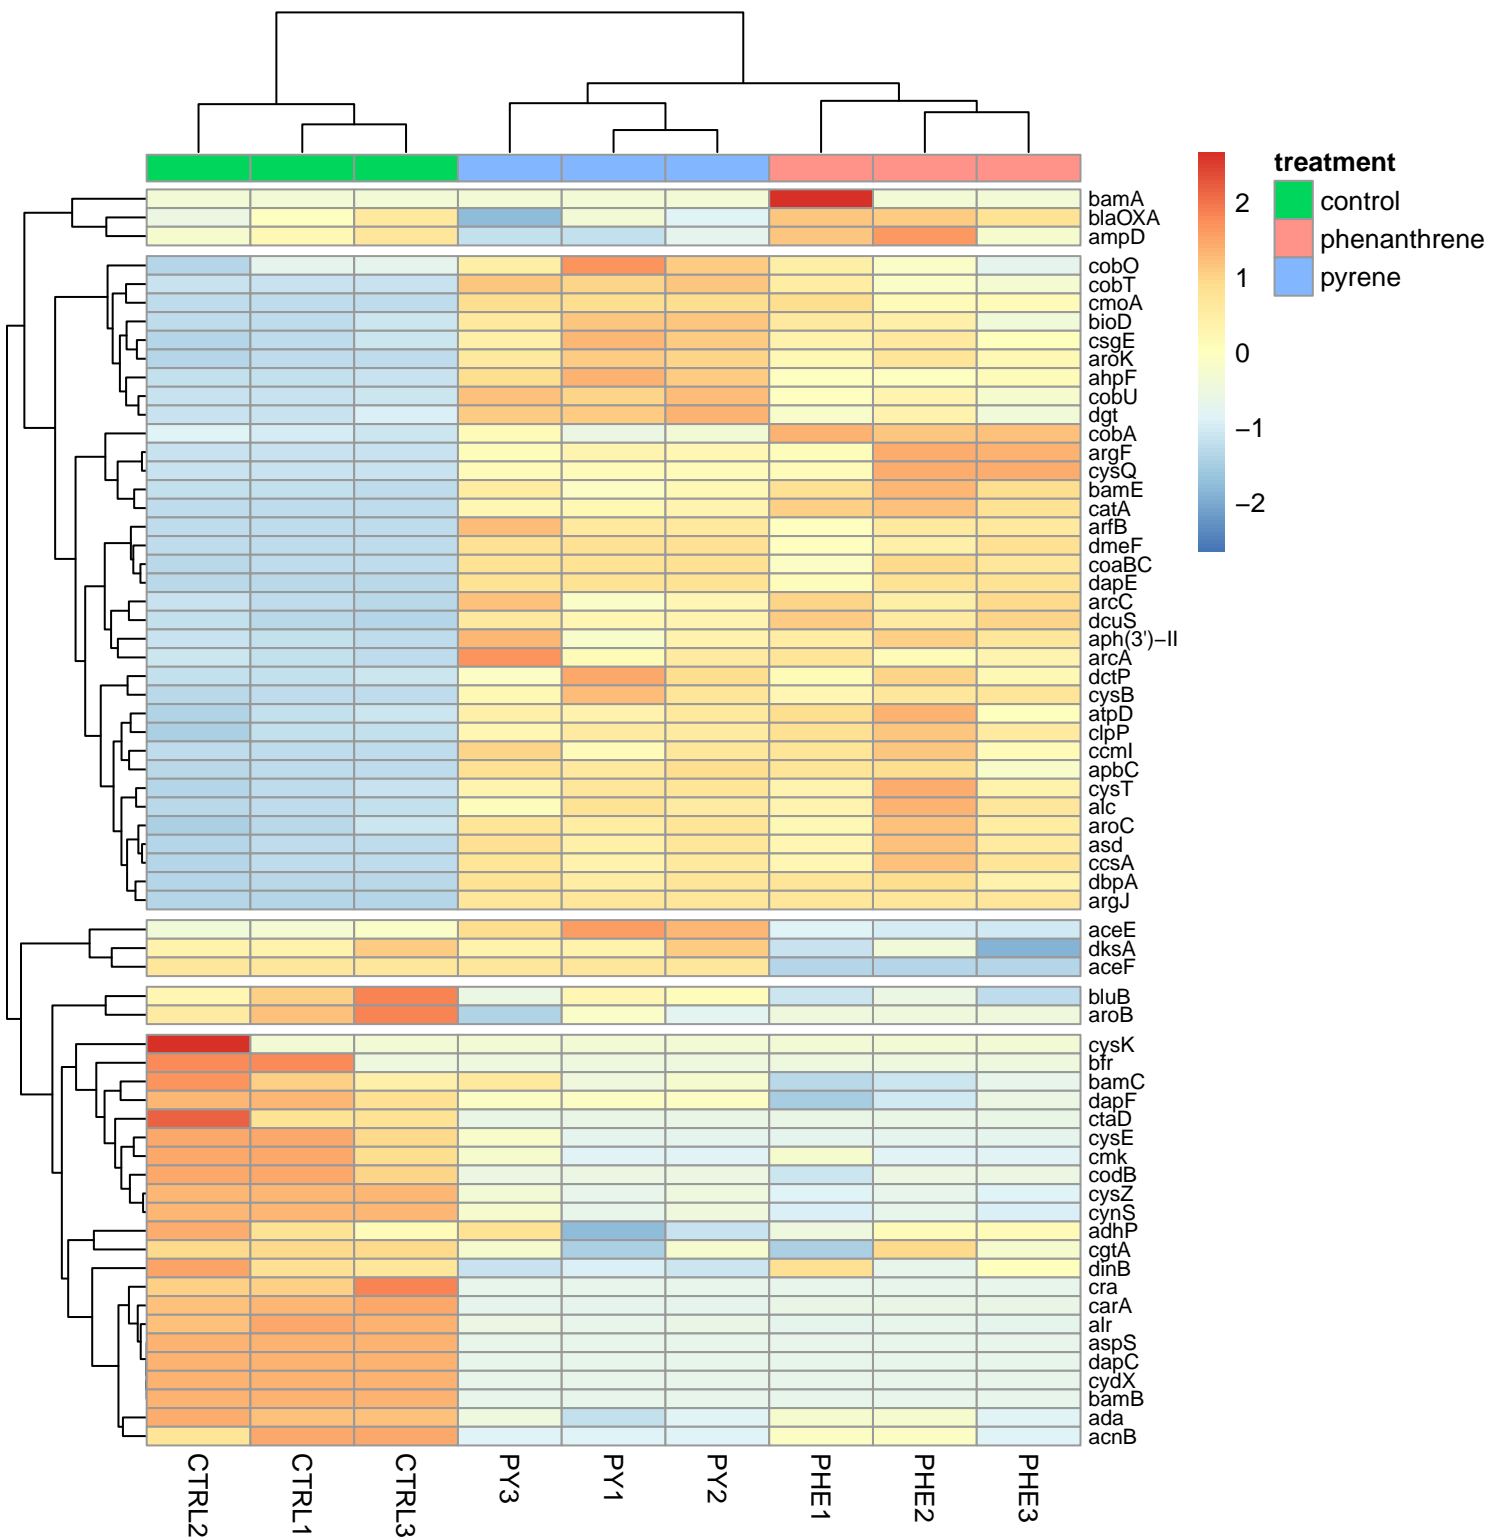 treatment
control
phenanthrene
pyrene
2
1
0
−1
−2
bamA
blaOXA
ampD
cobO
cobT
cmoA
bioD
csgE
aroK
ahpF
cobU
dgt
cobA
argF
cysQ
bamE
catA
arfB
dmeF
coaBC
dapE
arcC
dcuS
aph(3')−II
arcA
dctP
cysB
atpD
clpP
ccmI
apbC
cysT
alc
aroC
asd
ccsA
dbpA
argJ
aceE
dksA
aceF
bluB
aroB
cysK
bfr
bamC
dapF
ctaD
cysE
cmk
codB
cysZ
cynS
adhP
cgtA
dinB
cra
carA
alr
aspS
dapC
cydX
bamB
ada
acnB
CTRL2
CTRL1
CTRL3
PY3
PY1
PY2
PHE1
PHE2
PHE3